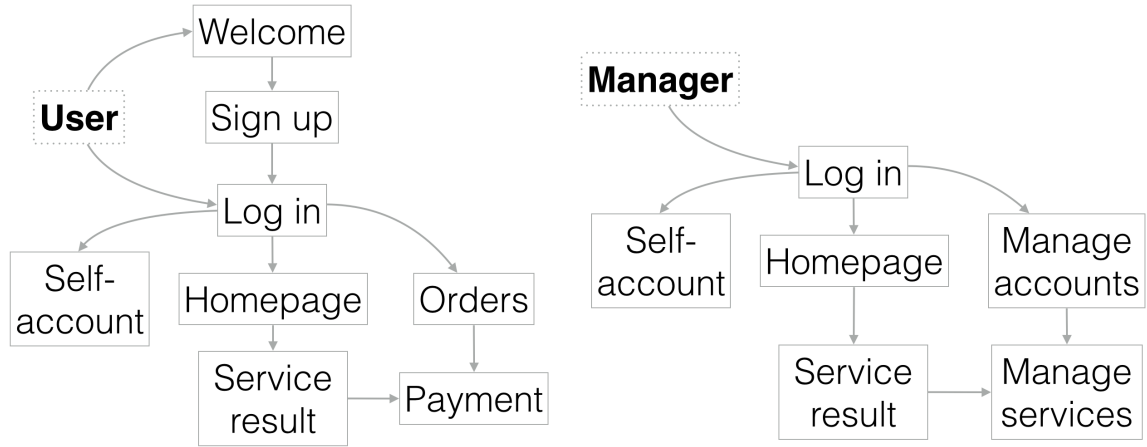 Welcome
User
Sign up
Log in
Self-
account
Homepage
Orders
Service
result
Payment
Manager
Log in
Self-
account
Homepage
Manage
accounts
Service
result
Manage
services